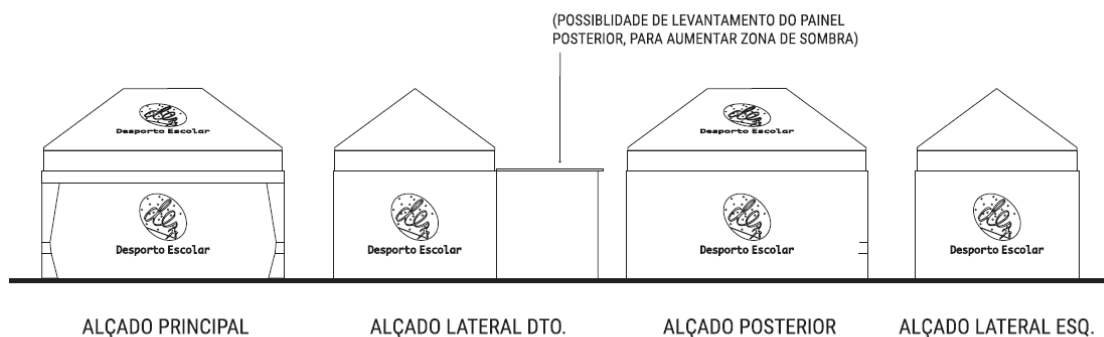 (POSSIBLIDADE DE LEVANTAMENTO DO PAINEL
POSTERIOR, PARA AUMENTAR ZONA DE SOMBRA)
Desporto Escolar
Desporto Escolar
Desporto Escolar
Desporto Escolar
Desporto Escolar
Desporto Escolar
ALÇADO PRINCIPAL
ALÇADO LATERAL DTO.
ALÇADO POSTERIOR
ALÇADO LATERAL ESQ.